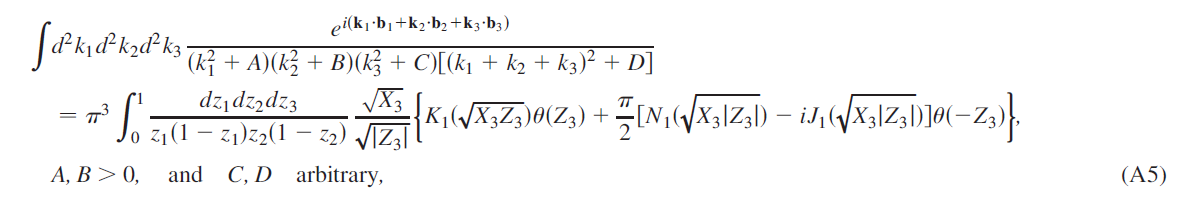 ∫d²k₁d²k₂d²k₃ e^{i(𝐤₁·𝐛₁+𝐤₂·𝐛₂+𝐤₃·𝐛₃)} / (k₁² + A)(k₂² + B)(k₃² + C)[(k₁ + k₂ + k₃)² + D]
= π³ ∫₀¹ dz₁dz₂dz₃ / z₁(1 − z₁)z₂(1 − z₂) √X₃ / √|Z₃| {K₁(√X₃Z₃)θ(Z₃) + π/2 [N₁(√X₃|Z₃|) − iJ₁(√X₃|Z₃|)]θ(−Z₃)},
A, B > 0, and C, D arbitrary, (A5)